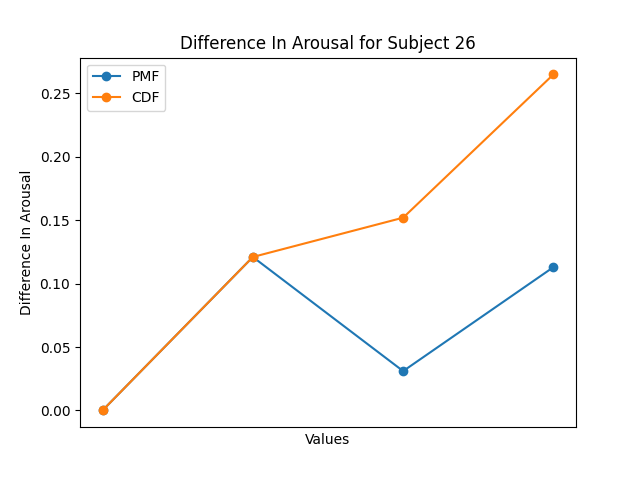 Difference In Arousal for Subject 26
PMF
CDF
0.25
0.20
0.15
0.10
0.05
0.00
Difference In Arousal
Values